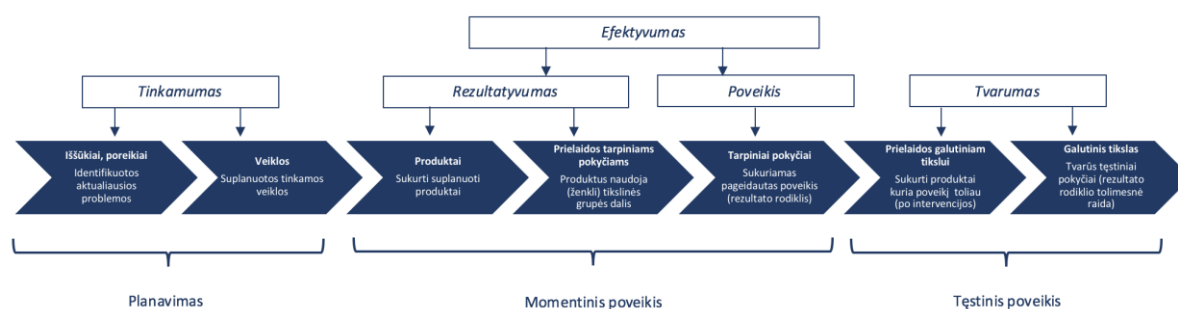 Efektyvumas
Tinkamumas
Rezultatyvumas
Poveikis
Tvarumas
Iššūkiai, poreikiai
Identifikuotos
aktualiausios
problemos
Veiklos
Suplanuotos tinkamos
veiklos
Produktai
Sukurti suplanuoti
produktai
Prielaidos tarpiniams
pokyčiams
Produktus naudoja
(ženkli) tikslinės
grupės dalis
Tarpiniai pokyčiai
Sukuriamas
pageidautas poveikis
(rezultato rodiklis)
Prielaidos galutiniam
tikslui
Sukurti produktai
kuria poveikį toliau
(po intervencijos)
Galutinis tikslas
Tvarūs tęstiniai
pokyčiai (rezultato
rodiklio tolimesnė
raida)
Planavimas
Momentinis poveikis
Tęstinis poveikis